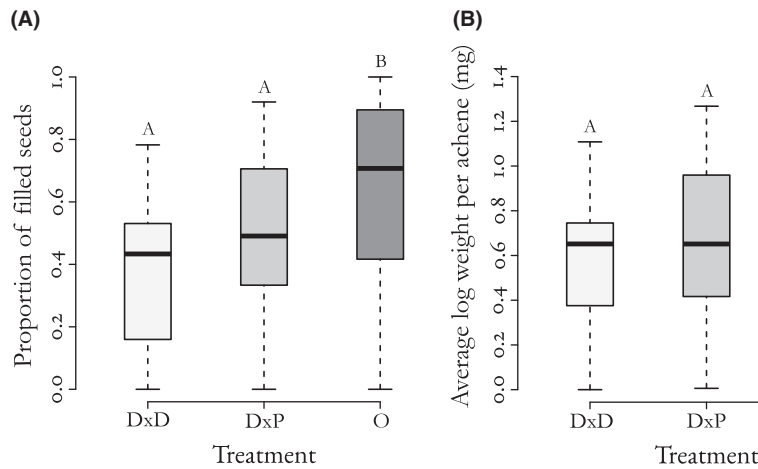 (A)
Proportion of filled seeds
1.0
0.8
0.6
0.4
0.2
0.0
A
A
B
DxD
DxP
O
Treatment
(B)
Average log weight per achene (mg)
1.4
1.2
1.0
0.8
0.6
0.4
0.2
0.0
A
A
DxD
DxP
Treatment